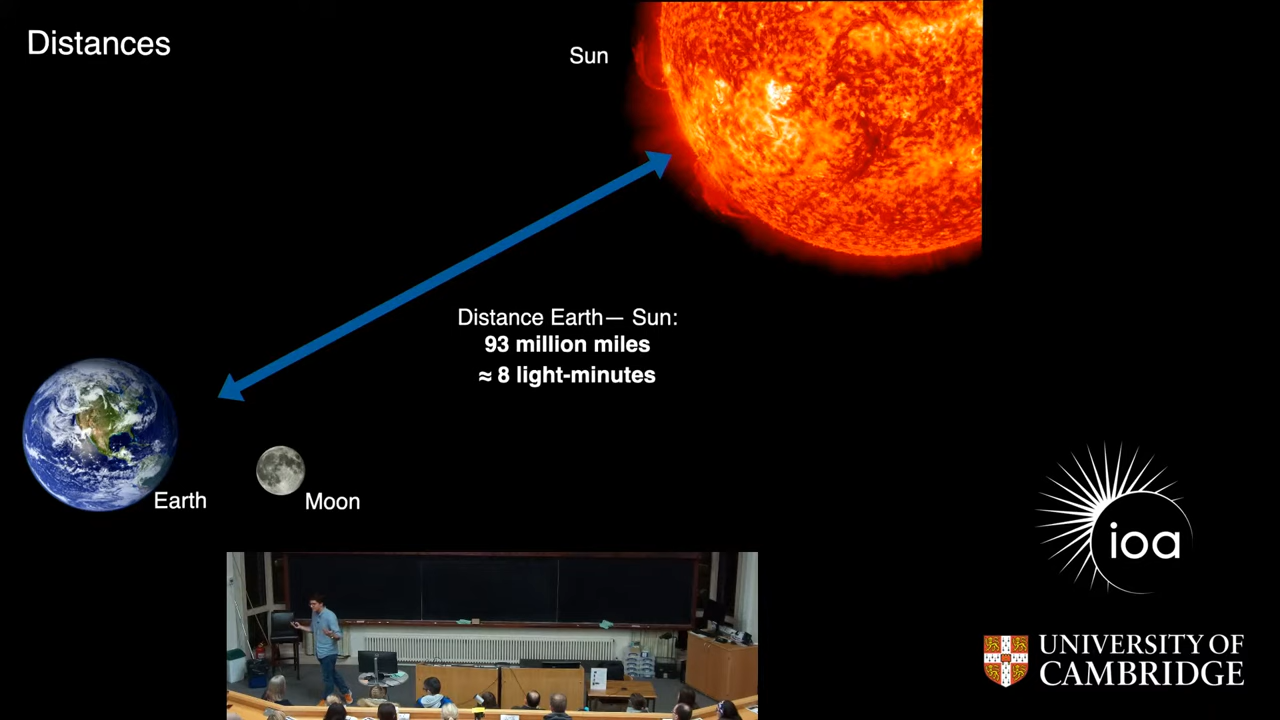 Distances
Sun
Distance Earth— Sun:
93 million miles
≈ 8 light-minutes
Earth
Moon
ioa
UNIVERSITY OF
CAMBRIDGE